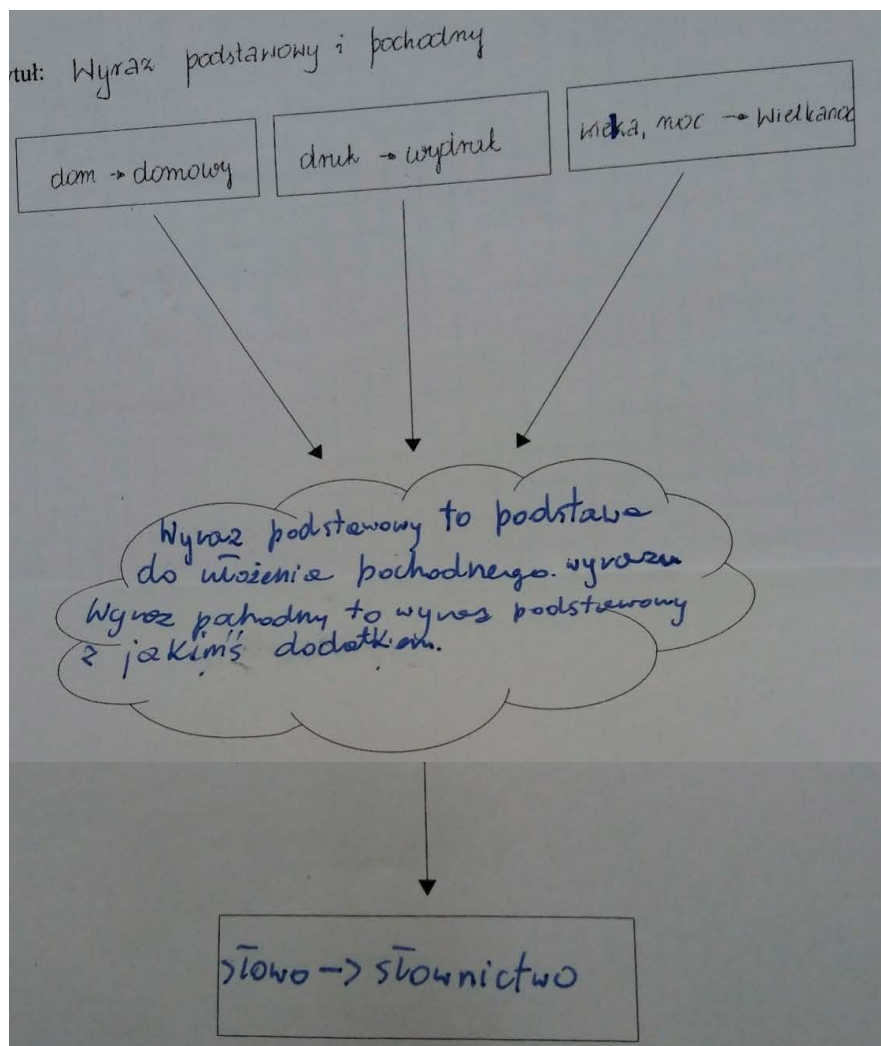 tuł: Wyraz podstawowy i pochodny
dom → domowy
druk → wydruk
wielka, noc → Wielkanoc
Wyraz podstawowy to podstawa
do ułożenia pochodnego. wyrazu
Wyraz pochodny to wyraz podstawowy
z jakimś dodatkiem.
słowo -> słownictwo